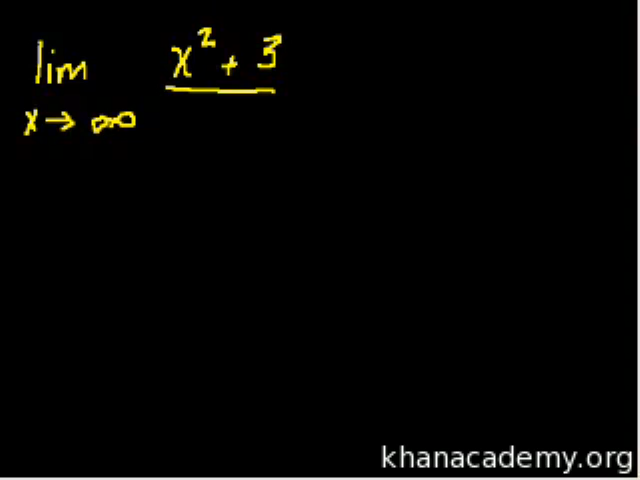 lim x² + 3
x → ∞
khanacademy.org